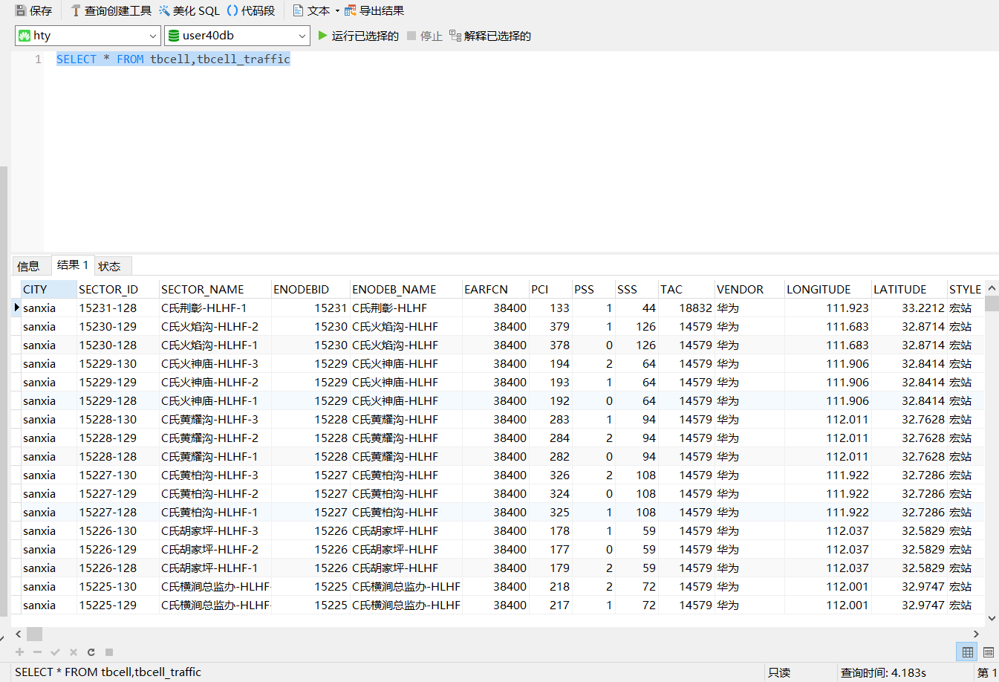 保存 查询创建工具 美化 SQL () 代码段 文本 导出结果
hty user40db 运行已选择的 停止 解释已选择的
1 SELECT * FROM tbcell,tbcell_traffic
信息 结果 1 状态
CITY SECTOR_ID SECTOR_NAME ENODEBID ENODEB_NAME EARFCN PCI PSS SSS TAC VENDOR LONGITUDE LATITUDE STYLE
sanxia 15231-128 C氏荆彰-HLHF-1 15231 C氏荆彰-HLHF 38400 133 1 44 18832 华为 111.923 33.2212 宏站
sanxia 15230-129 C氏火焰沟-HLHF-2 15230 C氏火焰沟-HLHF 38400 379 1 126 14579 华为 111.683 32.8714 宏站
sanxia 15230-128 C氏火焰沟-HLHF-1 15230 C氏火焰沟-HLHF 38400 378 0 126 14579 华为 111.683 32.8714 宏站
sanxia 15229-130 C氏火神庙-HLHF-3 15229 C氏火神庙-HLHF 38400 194 2 64 14579 华为 111.906 32.8414 宏站
sanxia 15229-129 C氏火神庙-HLHF-2 15229 C氏火神庙-HLHF 38400 193 1 64 14579 华为 111.906 32.8414 宏站
sanxia 15229-128 C氏火神庙-HLHF-1 15229 C氏火神庙-HLHF 38400 192 0 64 14579 华为 111.906 32.8414 宏站
sanxia 15228-130 C氏黄耀沟-HLHF-3 15228 C氏黄耀沟-HLHF 38400 283 1 94 14579 华为 112.011 32.7628 宏站
sanxia 15228-129 C氏黄耀沟-HLHF-2 15228 C氏黄耀沟-HLHF 38400 284 2 94 14579 华为 112.011 32.7628 宏站
sanxia 15228-128 C氏黄耀沟-HLHF-1 15228 C氏黄耀沟-HLHF 38400 282 0 94 14579 华为 112.011 32.7628 宏站
sanxia 15227-130 C氏黄柏沟-HLHF-3 15227 C氏黄柏沟-HLHF 38400 326 2 108 14579 华为 111.922 32.7286 宏站
sanxia 15227-129 C氏黄柏沟-HLHF-2 15227 C氏黄柏沟-HLHF 38400 324 0 108 14579 华为 111.922 32.7286 宏站
sanxia 15227-128 C氏黄柏沟-HLHF-1 15227 C氏黄柏沟-HLHF 38400 325 1 108 14579 华为 111.922 32.7286 宏站
sanxia 15226-130 C氏胡家坪-HLHF-3 15226 C氏胡家坪-HLHF 38400 178 1 59 14579 华为 112.037 32.5829 宏站
sanxia 15226-129 C氏胡家坪-HLHF-2 15226 C氏胡家坪-HLHF 38400 177 0 59 14579 华为 112.037 32.5829 宏站
sanxia 15226-128 C氏胡家坪-HLHF-1 15226 C氏胡家坪-HLHF 38400 179 2 59 14579 华为 112.037 32.5829 宏站
sanxia 15225-130 C氏横涧总监办-HLHF- 15225 C氏横涧总监办-HLHF 38400 218 2 72 14579 华为 112.001 32.9747 宏站
sanxia 15225-129 C氏横涧总监办-HLHF- 15225 C氏横涧总监办-HLHF 38400 217 1 72 14579 华为 112.001 32.9747 宏站
SELECT * FROM tbcell,tbcell_traffic 只读 查询时间: 4.183s 第 1